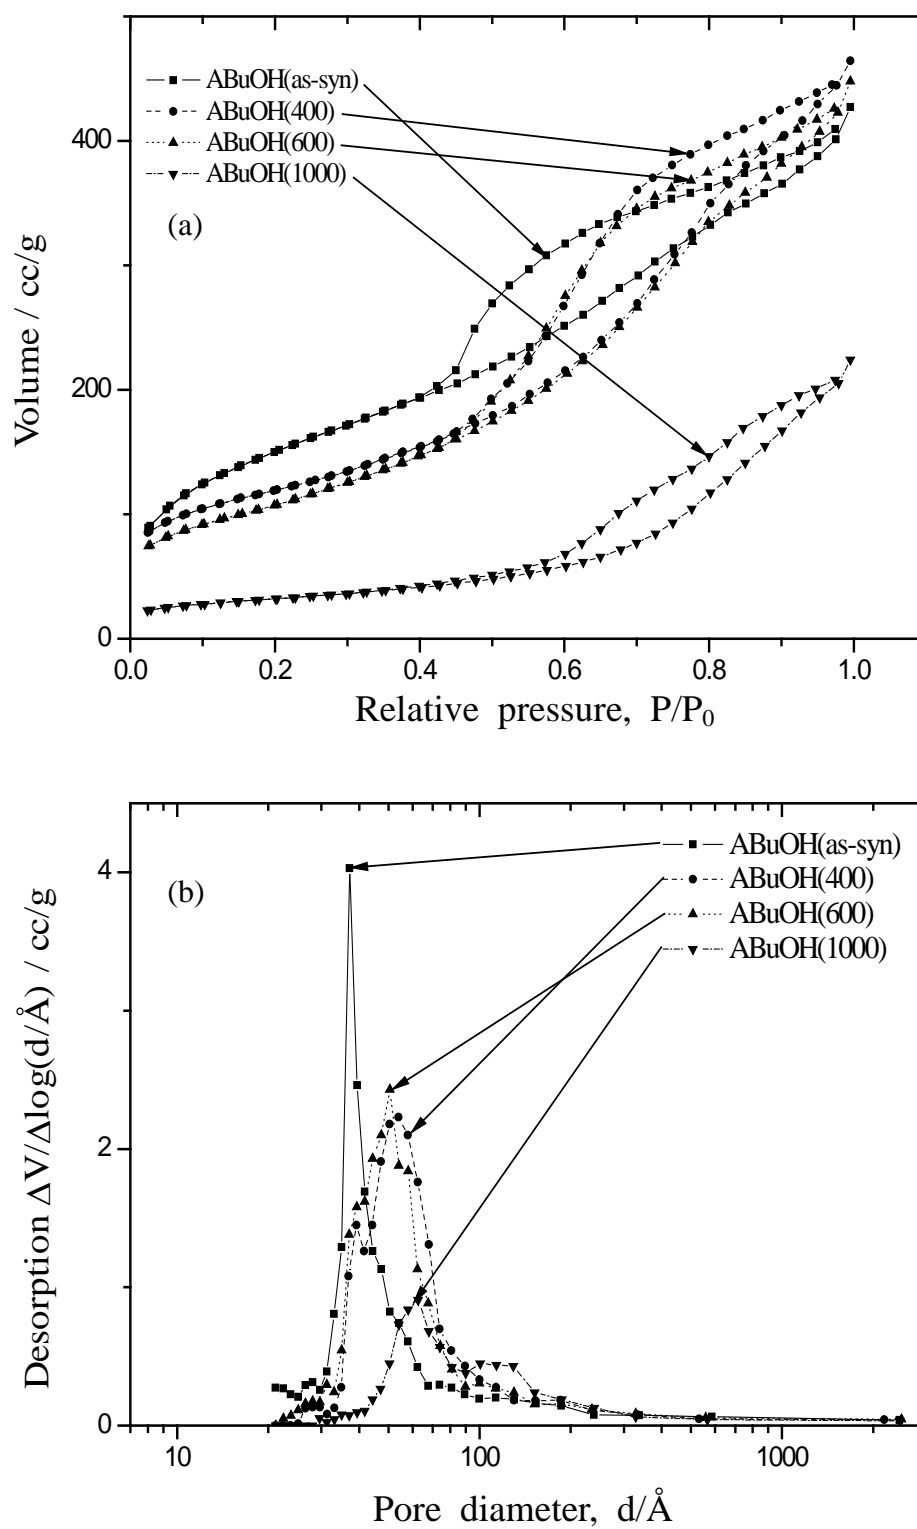 ABuOH(as-syn)
ABuOH(400)
ABuOH(600)
ABuOH(1000)
(a)
400
200
0
Volume / cc/g
0.0 0.2 0.4 0.6 0.8 1.0
Relative pressure, P/P₀
ABuOH(as-syn)
ABuOH(400)
ABuOH(600)
ABuOH(1000)
(b)
4
2
0
Desorption ΔV/Δlog(d/Å) / cc/g
10 100 1000
Pore diameter, d/Å